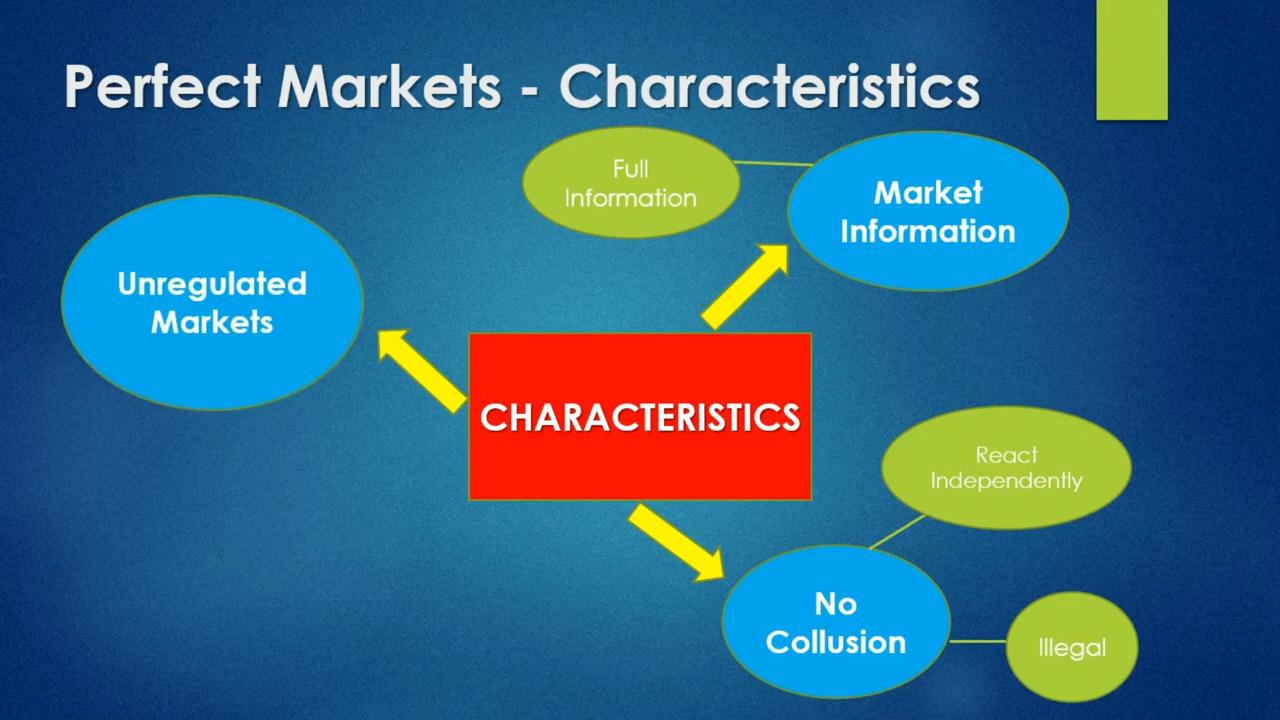 Perfect Markets - Characteristics
Full
Information
Market
Information
Unregulated
Markets
CHARACTERISTICS
React
Independently
No
Collusion
Illegal